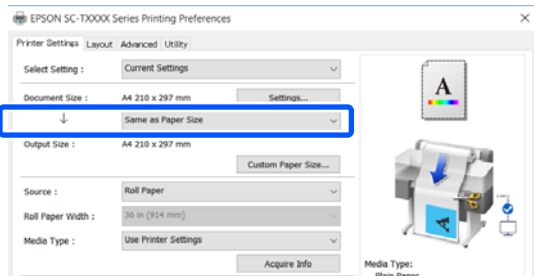 EPSON SC-TXXXX Series Printing Preferences
Printer Settings Layout Advanced Utility
Select Setting : Current Settings
Document Size : A4 210 x 297 mm Settings...
↓ Same as Paper Size
Output Size : A4 210 x 297 mm
Custom Paper Size...
Source : Roll Paper
Roll Paper Width : 36 in (914 mm)
Media Type : Use Printer Settings
Acquire Info
A
A
Media Type:
Plain Paper